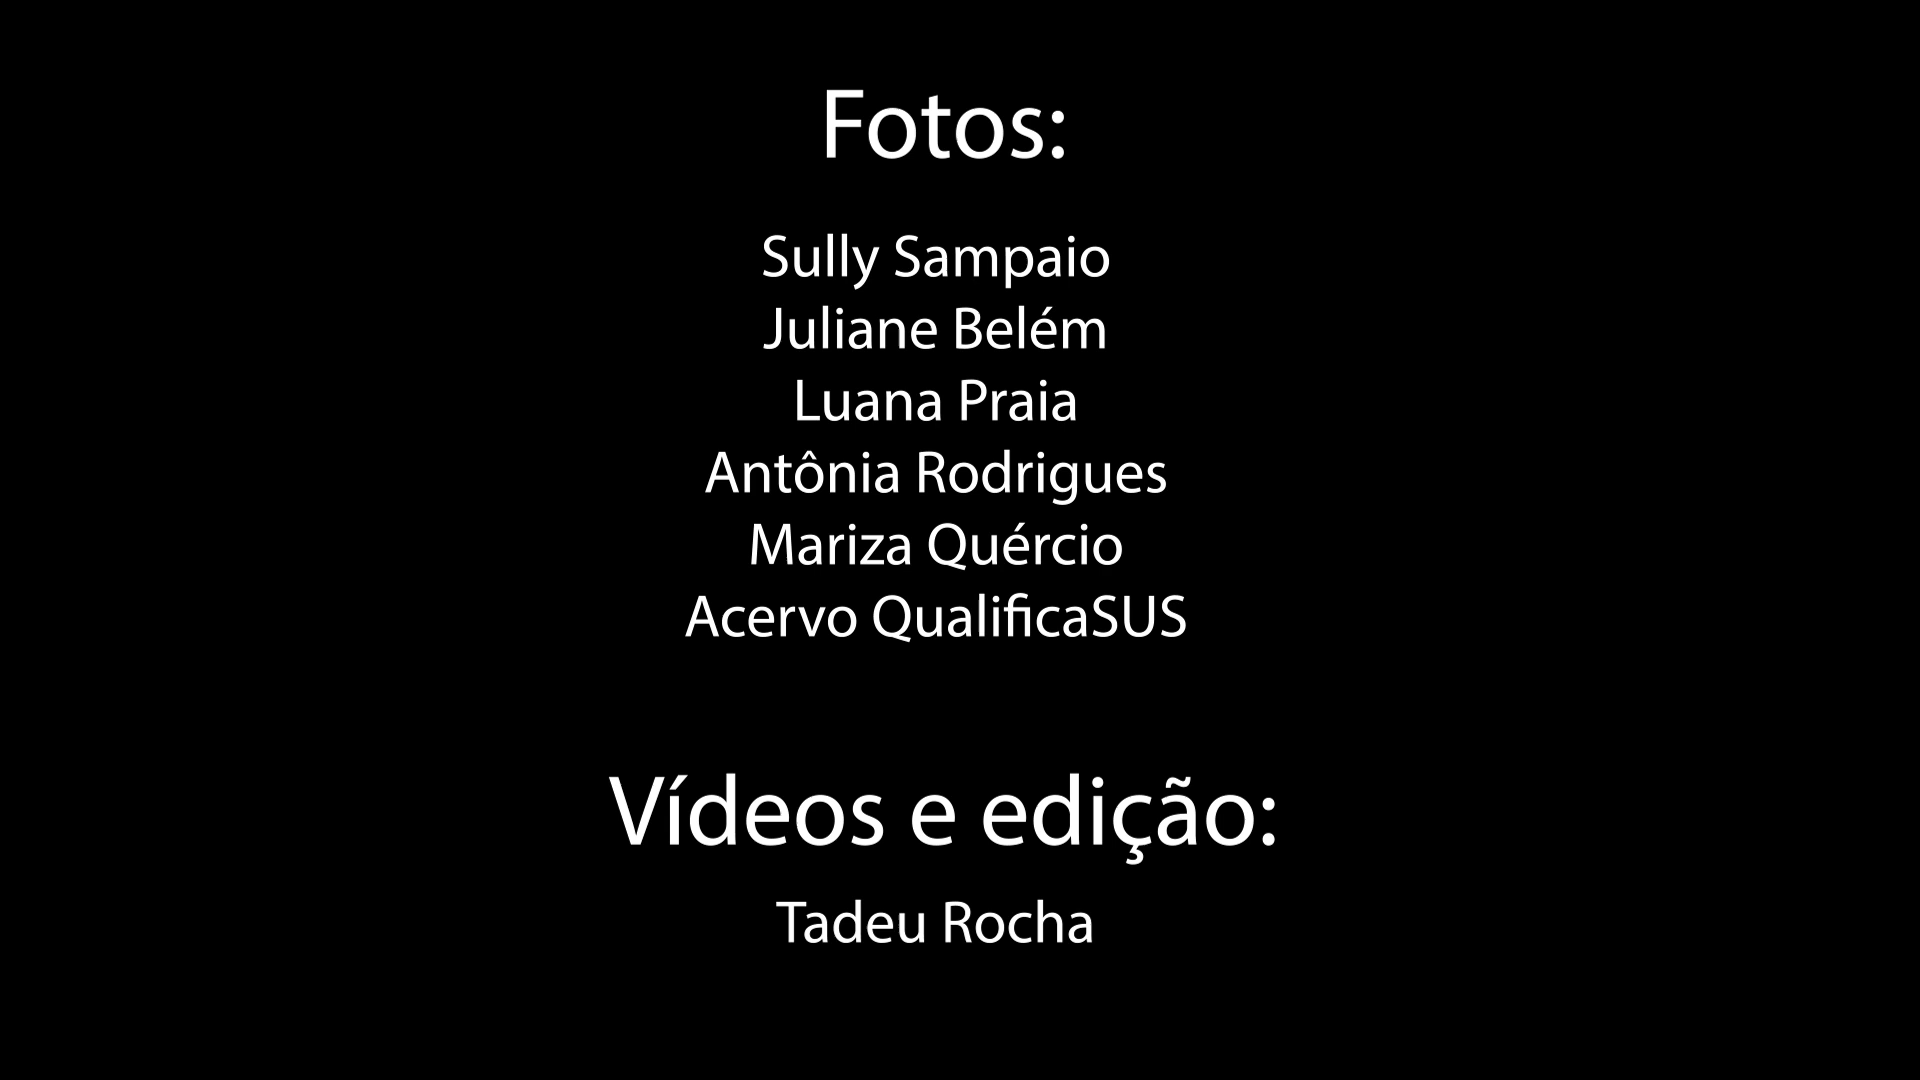 Fotos:
Sully Sampaio
Juliane Belém
Luana Praia
Antônia Rodrigues
Mariza Quércio
Acervo QualificaSUS
Vídeos e edição:
Tadeu Rocha